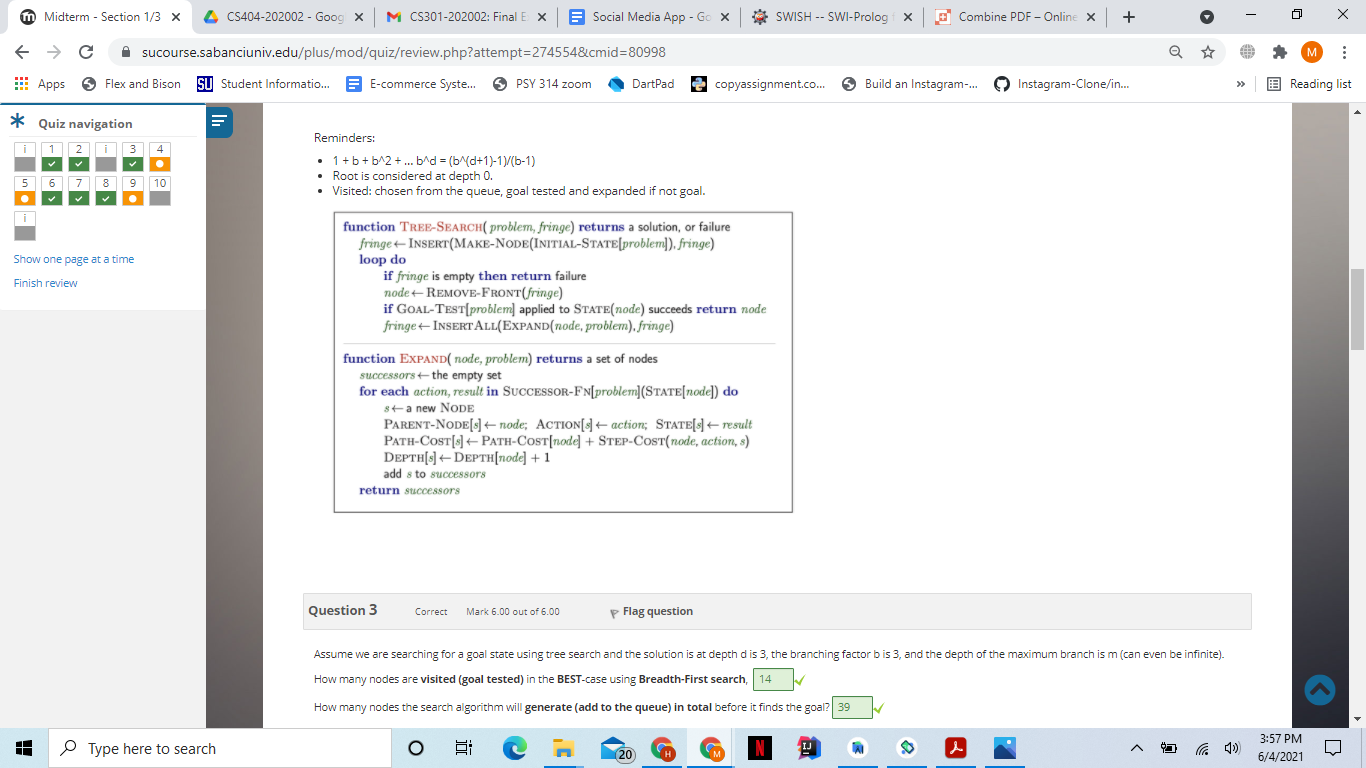 Midterm - Section 1/3
CS404-202002 - Goog
CS301-202002: Final E
Social Media App - Go
SWISH -- SWI-Prolog f
Combine PDF – Online
sucourse.sabanciuniv.edu/plus/mod/quiz/review.php?attempt=274554&cmid=80998
M
Apps
Flex and Bison
SU Student Informatio...
E-commerce Syste...
PSY 314 zoom
DartPad
copyassignment.co...
Build an Instagram-...
Instagram-Clone/in...
»
Reading list
Quiz navigation
i 1 2 i 3 4
5 6 7 8 9 10
i
Show one page at a time
Finish review
Reminders:
• 1 + b + b^2 + ... b^d = (b^(d+1)-1)/(b-1)
• Root is considered at depth 0.
• Visited: chosen from the queue, goal tested and expanded if not goal.
function TREE-SEARCH( problem, fringe) returns a solution, or failure
fringe ← INSERT(MAKE-NODE(INITIAL-STATE[problem]), fringe)
loop do
if fringe is empty then return failure
node ← REMOVE-FRONT(fringe)
if GOAL-TEST[problem] applied to STATE(node) succeeds return node
fringe ← INSERTALL(EXPAND(node, problem), fringe)
function EXPAND( node, problem) returns a set of nodes
successors ← the empty set
for each action, result in SUCCESSOR-FN[problem](STATE[node]) do
s ← a new NODE
PARENT-NODE[s] ← node; ACTION[s] ← action; STATE[s] ← result
PATH-COST[s] ← PATH-COST[node] + STEP-COST(node, action, s)
DEPTH[s] ← DEPTH[node] + 1
add s to successors
return successors
Question 3 Correct Mark 6.00 out of 6.00 Flag question
Assume we are searching for a goal state using tree search and the solution is at depth d is 3, the branching factor b is 3, and the depth of the maximum branch is m (can even be infinite).
How many nodes are visited (goal tested) in the BEST-case using Breadth-First search, 14
How many nodes the search algorithm will generate (add to the queue) in total before it finds the goal? 39
Type here to search
20
H
M
N
IJ
3:57 PM
6/4/2021